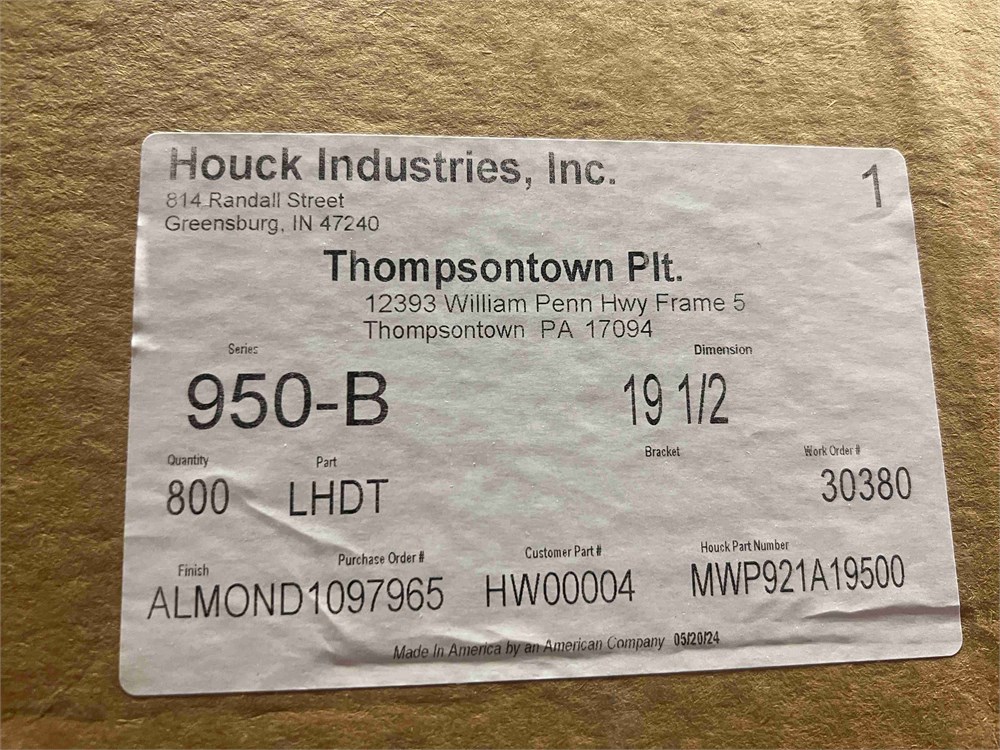 Houck Industries, Inc.
1
814 Randall Street
Greensburg, IN 47240
Thompsontown Plt.
12393 William Penn Hwy Frame 5
Thompsontown PA 17094
Series Dimension
950-B 19 1/2
Quantity Part Bracket Work Order #
800 LHDT 30380
Finish Purchase Order # Customer Part # Houck Part Number
ALMOND 1097965 HW00004 MWP921A19500
Made In America by an American Company 05/20/24